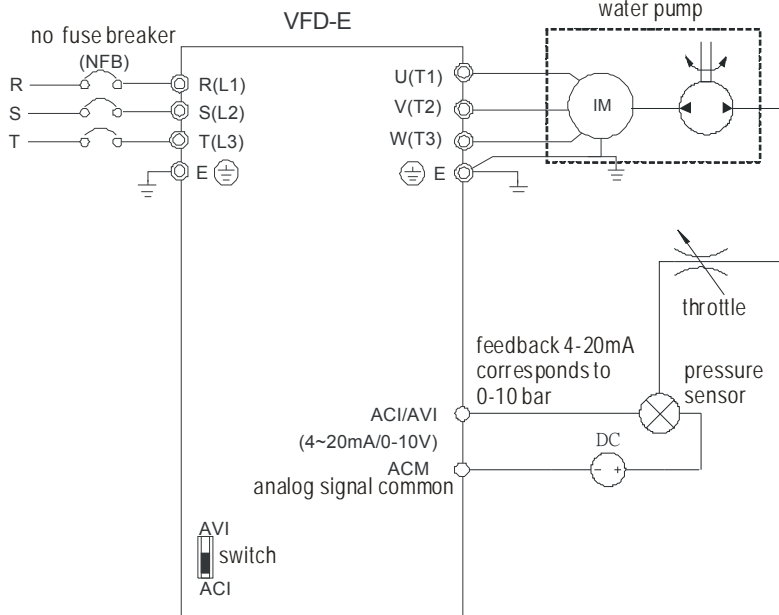 water pump
VFD-E
no fuse breaker
(NFB)
R
R(L1)
U(T1)
S
S(L2)
V(T2)
IM
T
T(L3)
W(T3)
E
E
throttle
feedback 4-20mA
corresponds to
0-10 bar
pressure
sensor
ACI/AVI
(4~20mA/0-10V)
DC
ACM
- +
analog signal common
AVI
switch
ACI